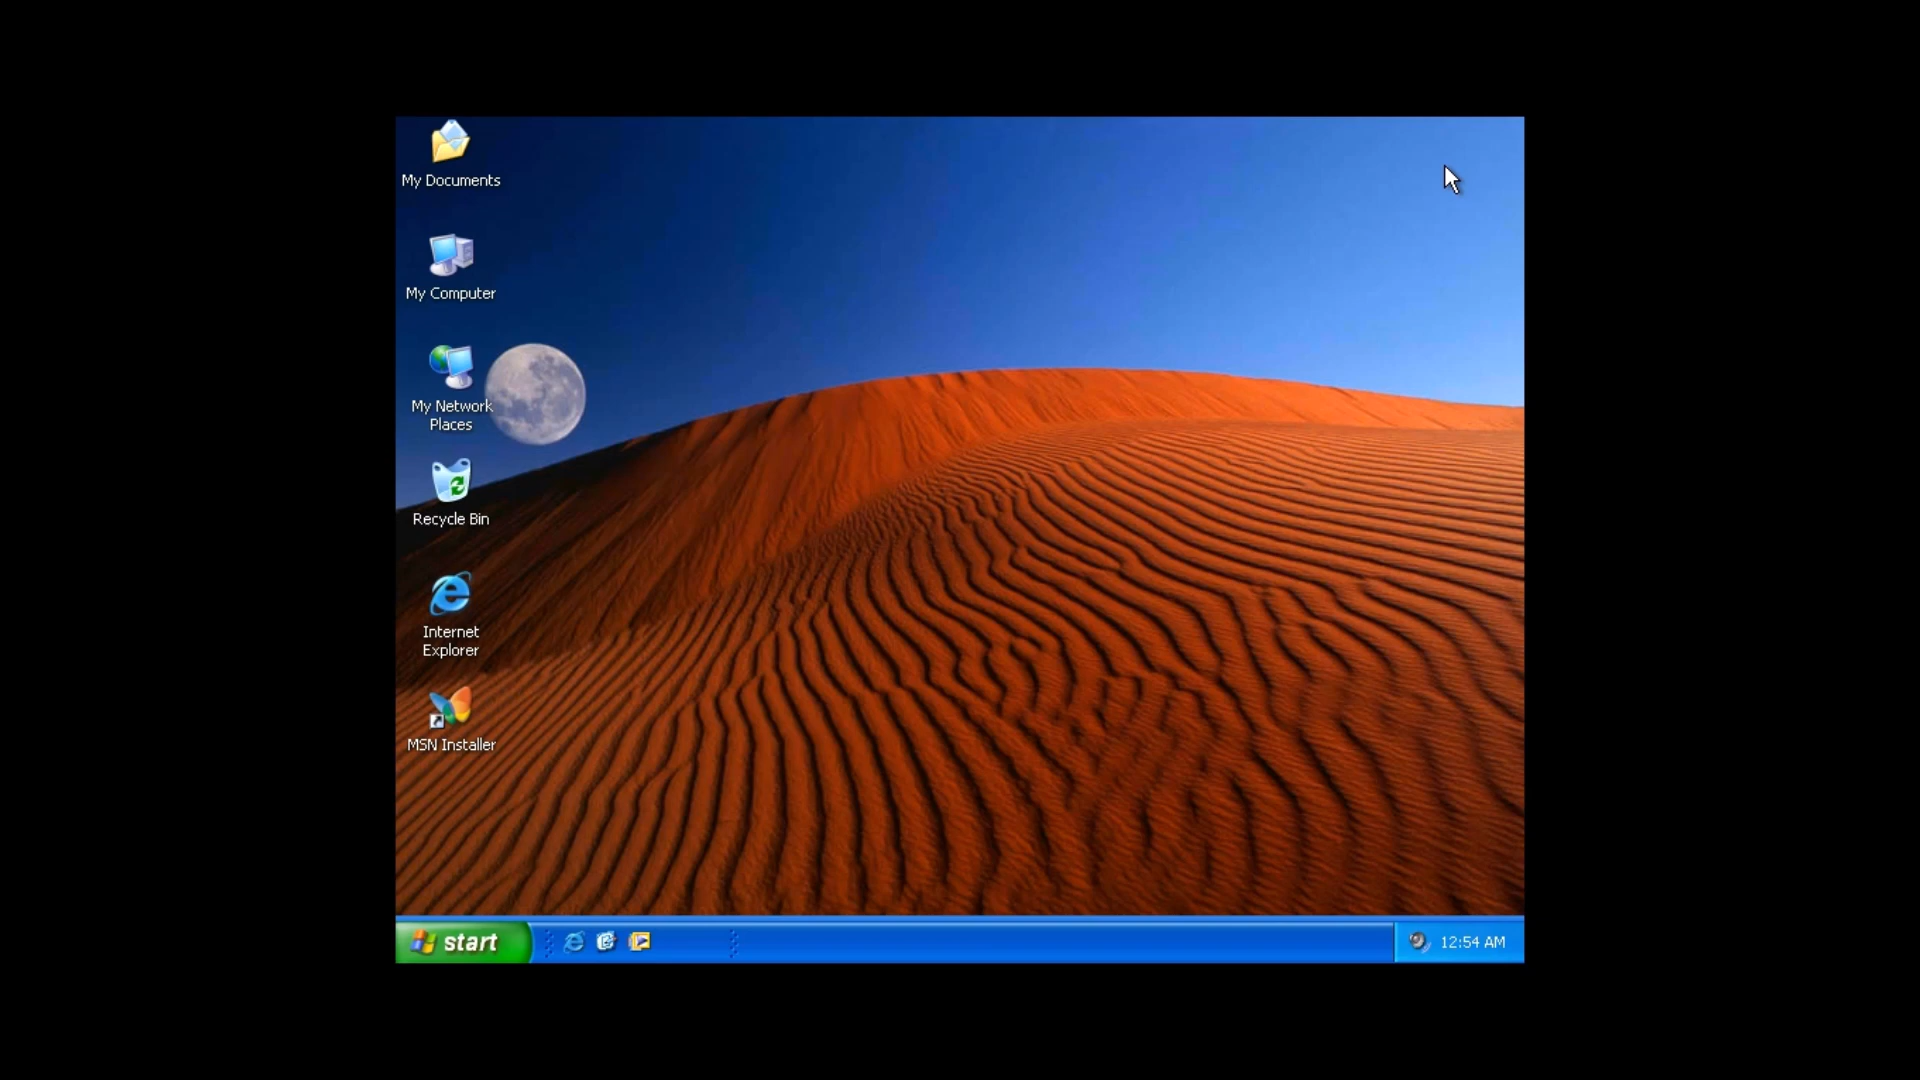 My Documents
My Computer
My Network
Places
Recycle Bin
Internet
Explorer
MSN Installer
start
12:54 AM